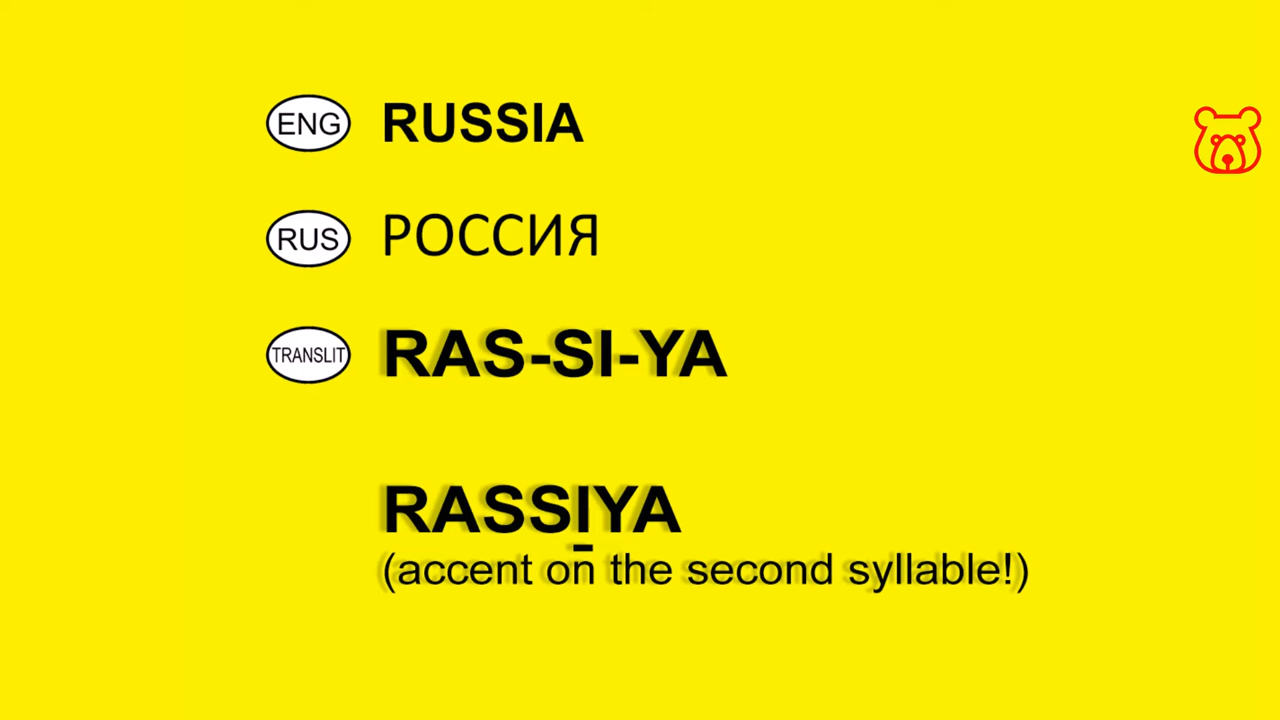 ENG RUSSIA
RUS РОССИЯ
TRANSLIT RAS-SI-YA
RASSIYA
(accent on the second syllable!)